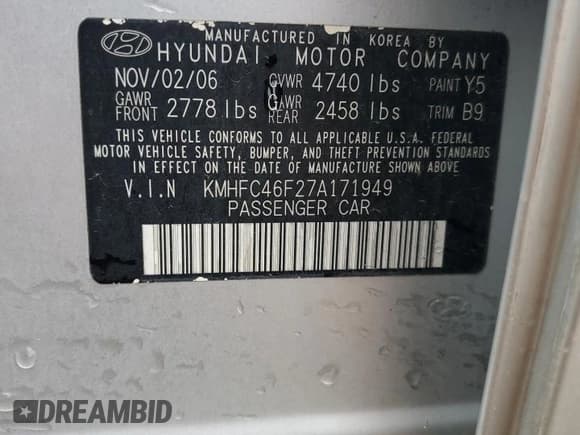 MANUFACTURED IN KOREA BY
HYUNDAI MOTOR COMPANY
NOV/02/06 GVWR 4740 lbs PAINT Y5
GAWR FRONT 2778 lbs GAWR REAR 2458 lbs TRIM B9
THIS VEHICLE CONFORMS TO ALL APPLICABLE U.S.A. FEDERAL
MOTOR VEHICLE SAFETY, BUMPER, AND THEFT PREVENTION STANDARDS
IN EFFECT ON THE DATE OF MANUFACTURE SHOWN ABOVE
V.I.N KMHFC46F27A171949
PASSENGER CAR
DREAMBID